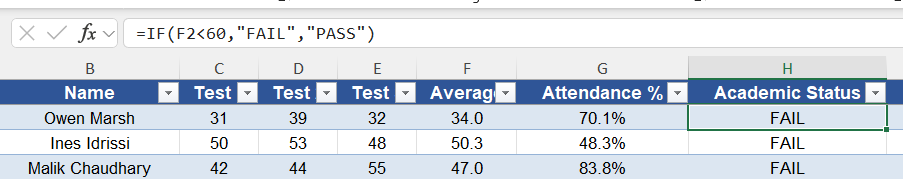 fx =IF(F2<60,"FAIL","PASS")
B C D E F G H
Name Test Test Test Averag Attendance % Academic Status
Owen Marsh 31 39 32 34.0 70.1% FAIL
Ines Idrissi 50 53 48 50.3 48.3% FAIL
Malik Chaudhary 42 44 55 47.0 83.8% FAIL